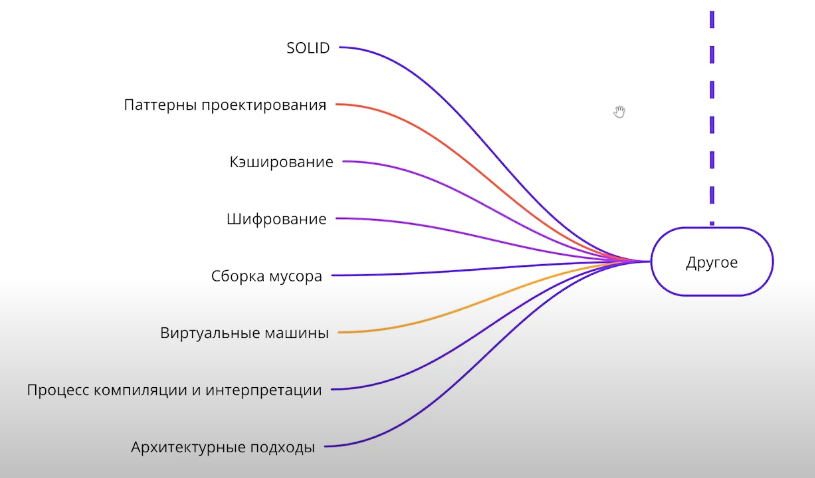 SOLID
Паттерны проектирования
Кэширование
Шифрование
Сборка мусора
Виртуальные машины
Процесс компиляции и интерпретации
Архитектурные подходы
Другое